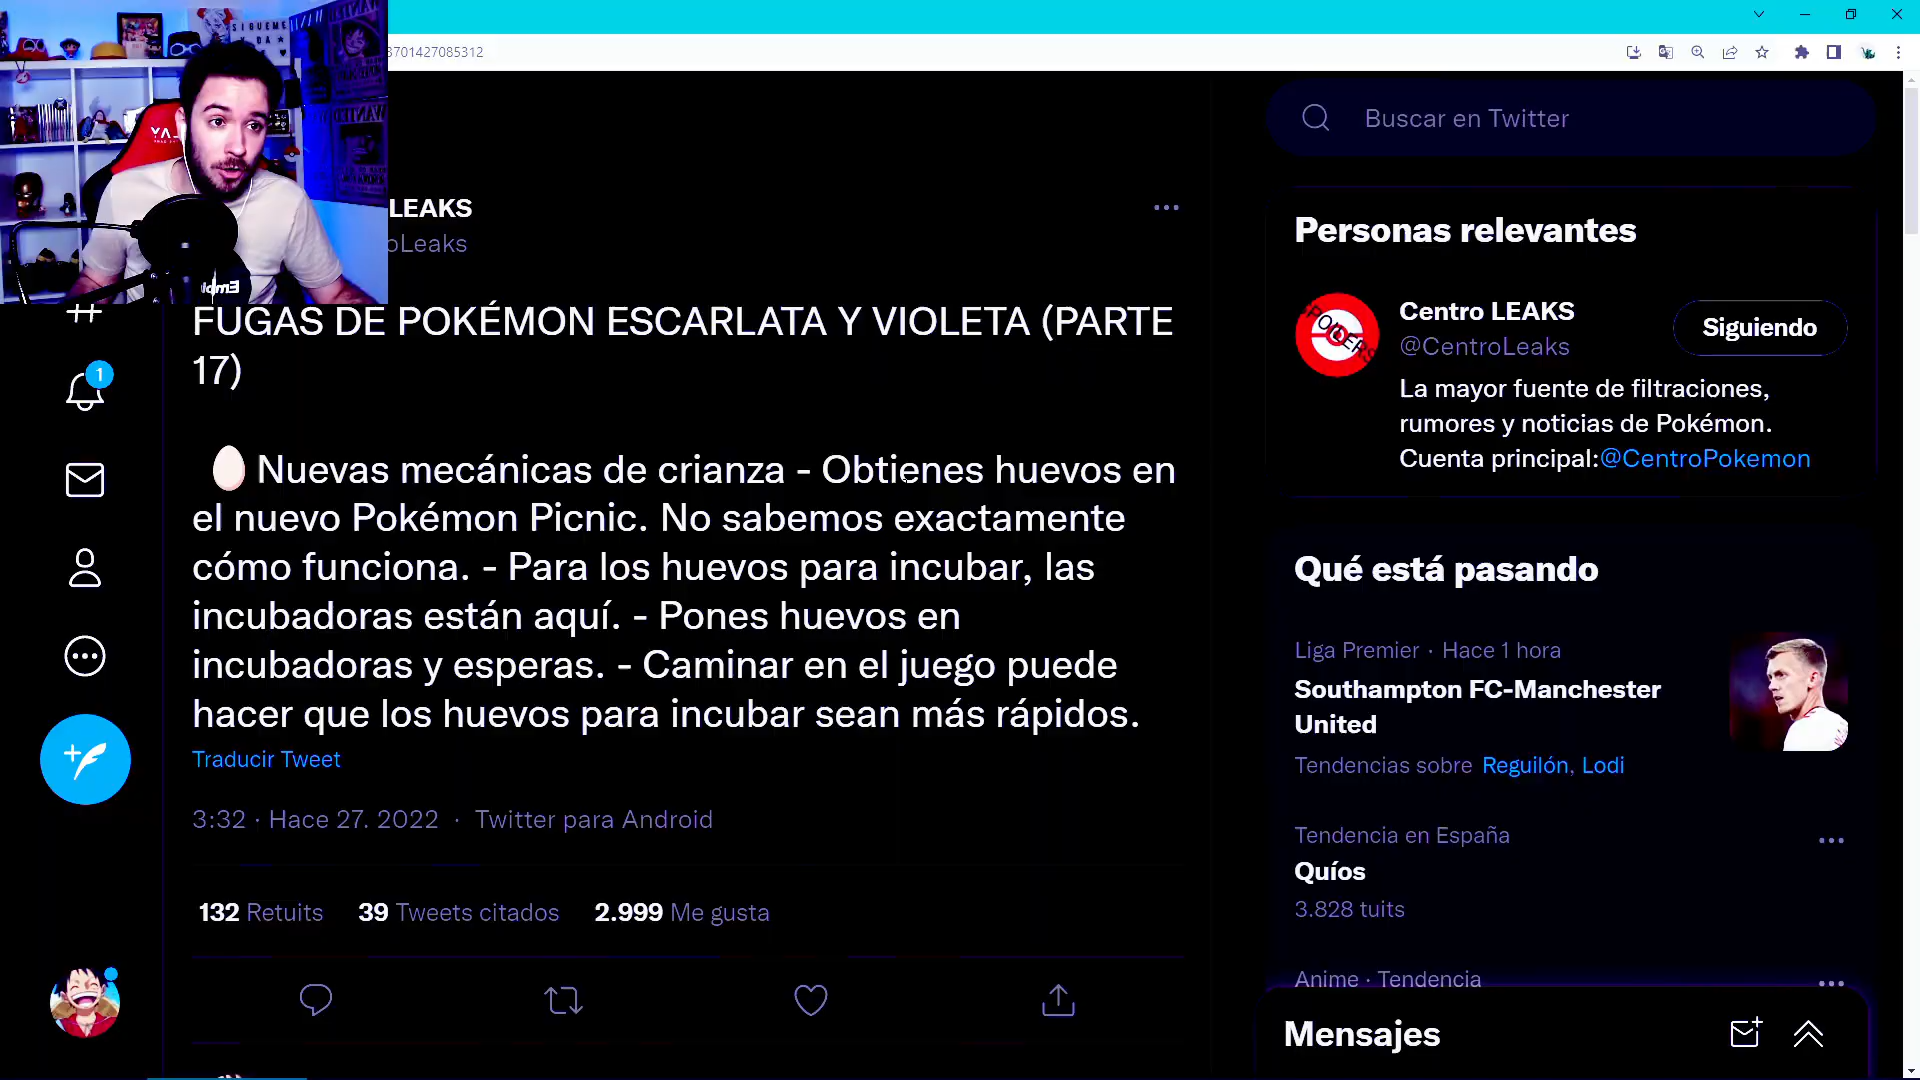 SIGUEME
Y DA
3701427085312
Buscar en Twitter
LEAKS
oLeaks
FUGAS DE POKÉMON ESCARLATA Y VIOLETA (PARTE
17)
🥚 Nuevas mecánicas de crianza - Obtienes huevos en
el nuevo Pokémon Picnic. No sabemos exactamente
cómo funciona. - Para los huevos para incubar, las
incubadoras están aquí. - Pones huevos en
incubadoras y esperas. - Caminar en el juego puede
hacer que los huevos para incubar sean más rápidos.
Traducir Tweet
3:32 · Hace 27. 2022 · Twitter para Android
132 Retuits 39 Tweets citados 2.999 Me gusta
1
Personas relevantes
Centro LEAKS
@CentroLeaks
Siguiendo
La mayor fuente de filtraciones,
rumores y noticias de Pokémon.
Cuenta principal:@CentroPokemon
Qué está pasando
Liga Premier · Hace 1 hora
Southampton FC-Manchester
United
Tendencias sobre Reguilón, Lodi
Tendencia en España
Quíos
3.828 tuits
Anime · Tendencia
Mensajes